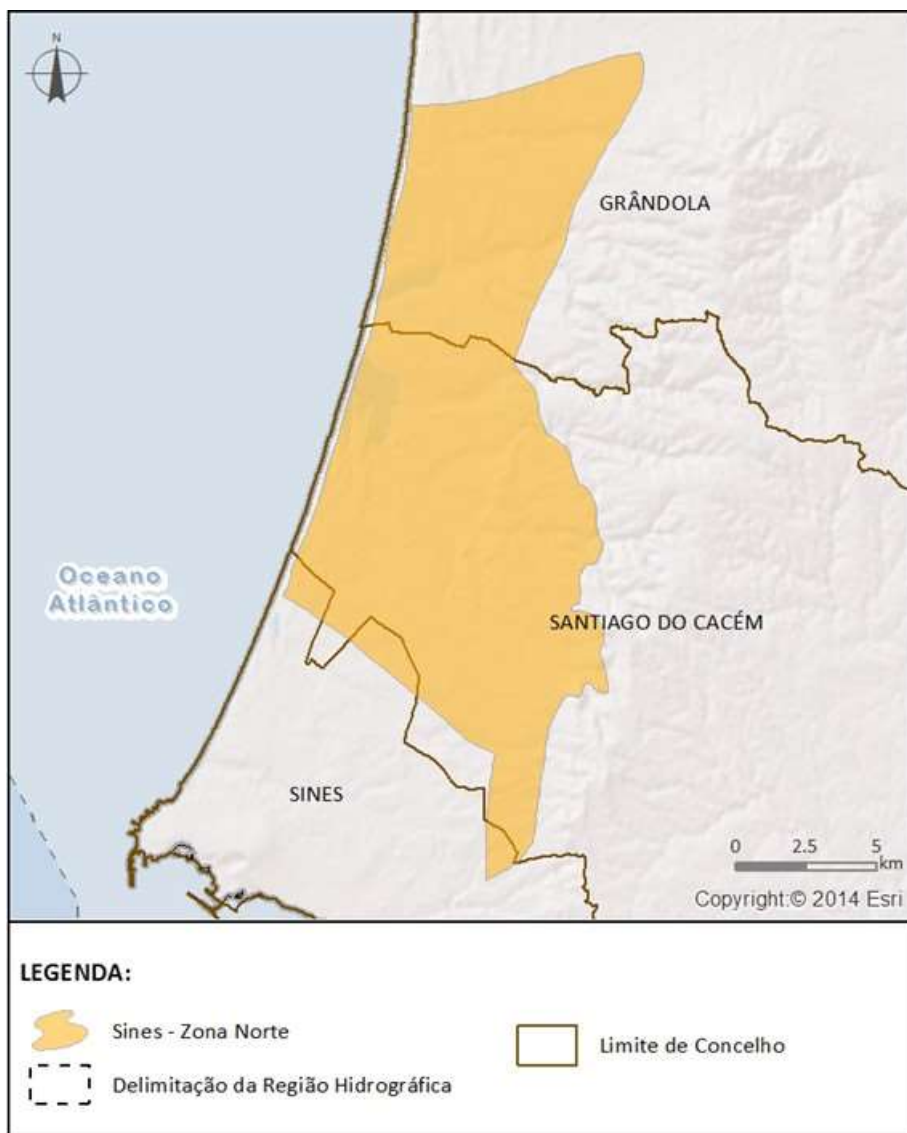 N
GRÂNDOLA
Oceano
Atlântico
SANTIAGO DO CACÉM
SINES
0 2.5 5
km
Copyright:© 2014 Esri
LEGENDA:
Sines - Zona Norte
Limite de Concelho
Delimitação da Região Hidrográfica